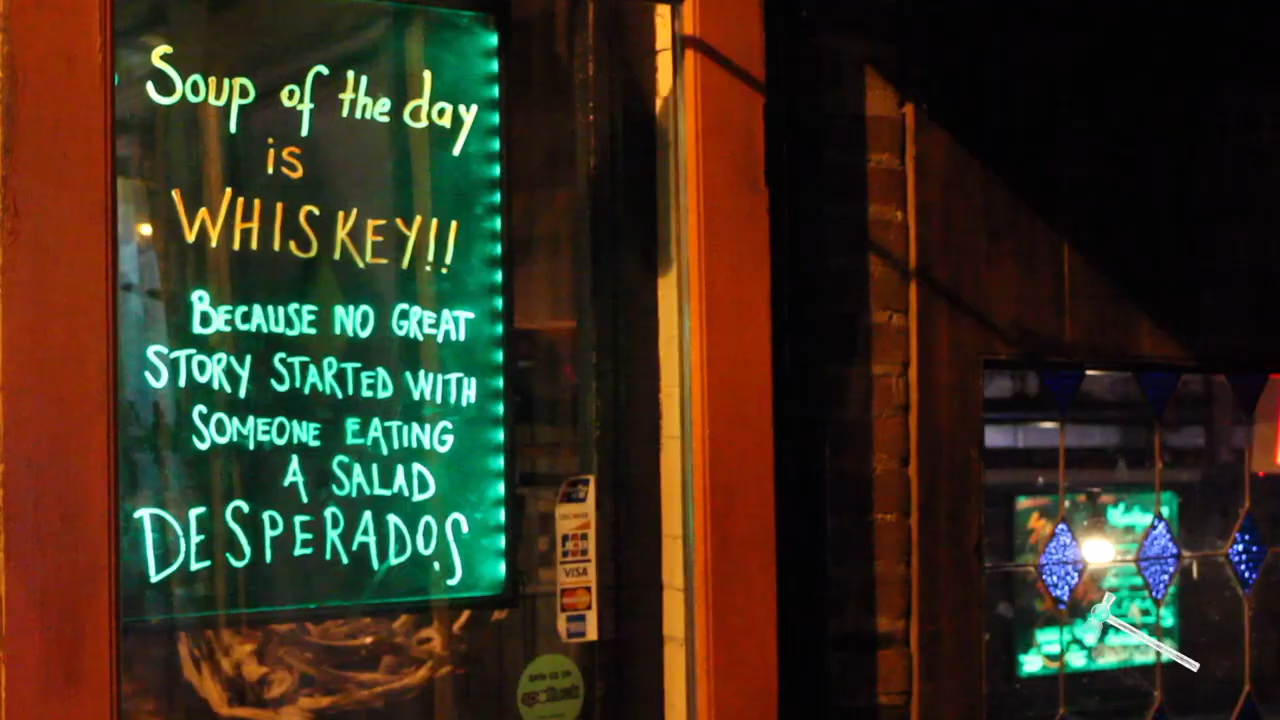 Soup of the day
is
WHISKEY!!
BECAUSE NO GREAT
STORY STARTED WITH
SOMEONE EATING
A SALAD
DESPERADOS
VISA